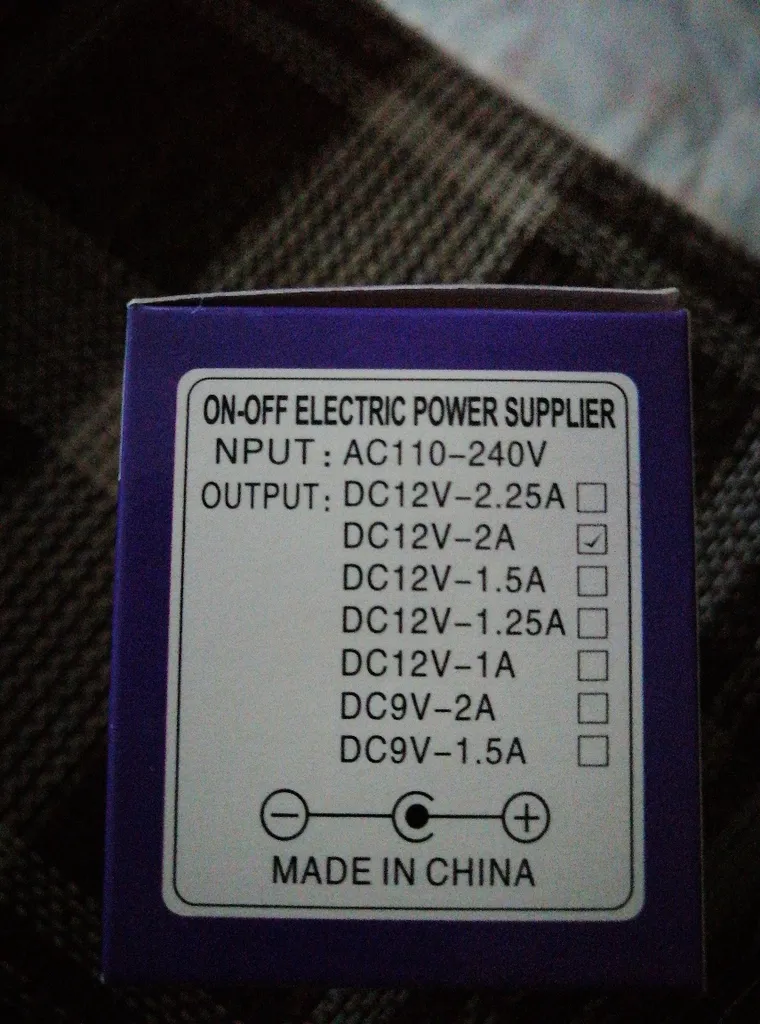 ON-OFF ELECTRIC POWER SUPPLIER
NPUT: AC110-240V
OUTPUT: DC12V-2.25A ☐
DC12V-2A ☑
DC12V-1.5A ☐
DC12V-1.25A ☐
DC12V-1A ☐
DC9V-2A ☐
DC9V-1.5A ☐
− +
MADE IN CHINA